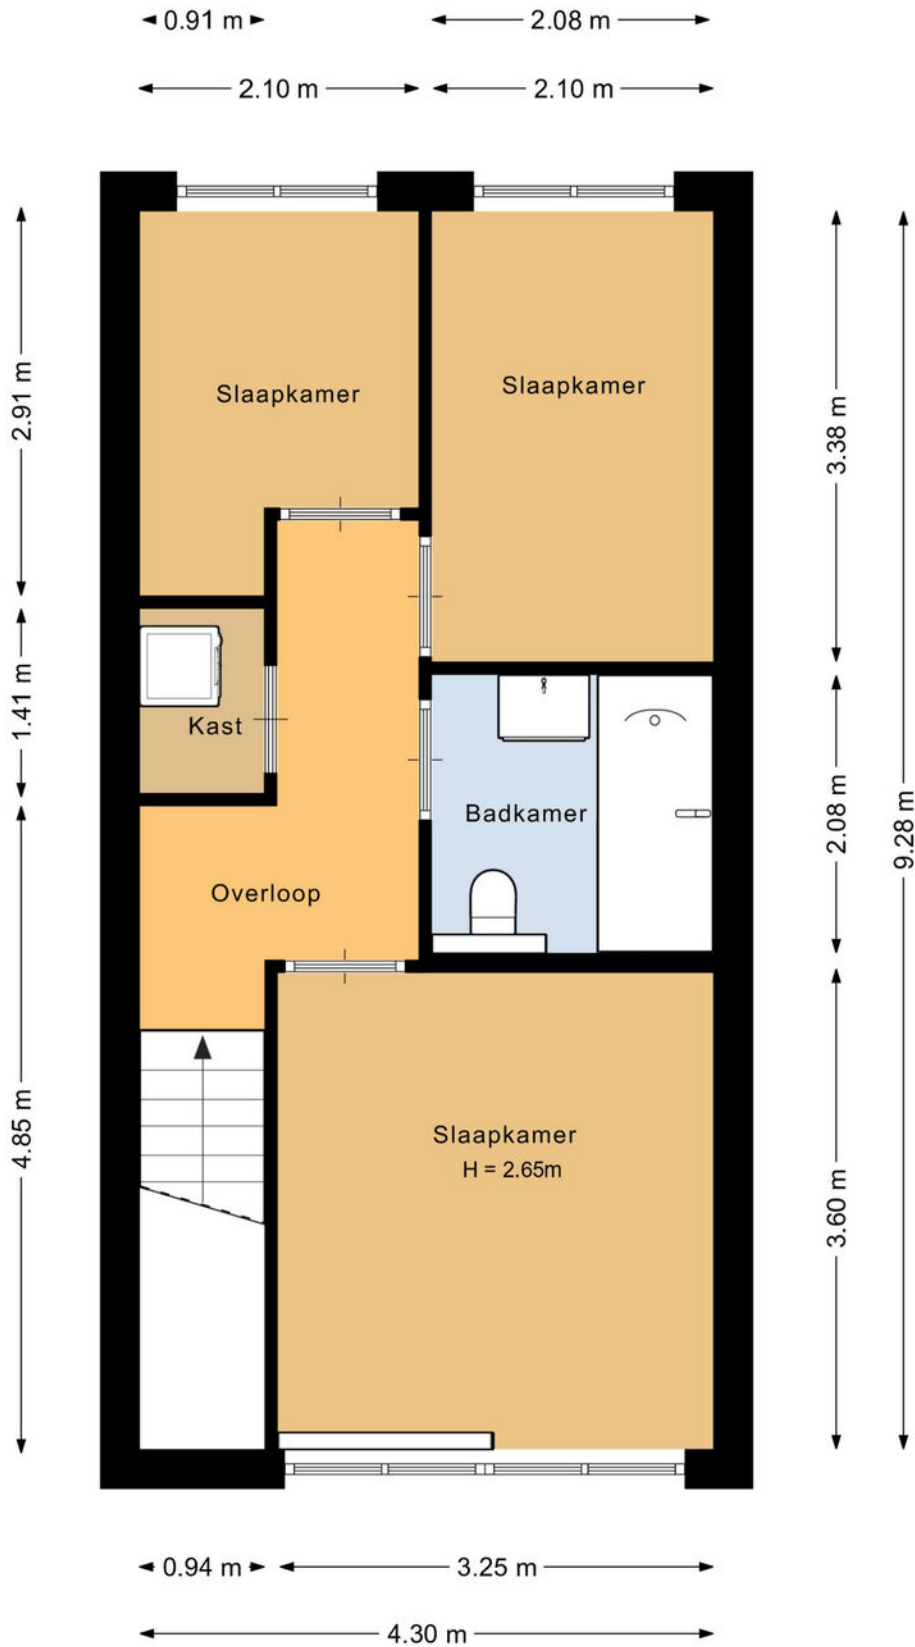 0.91 m
2.08 m
2.10 m
2.10 m
Slaapkamer
Slaapkamer
2.91 m
3.38 m
1.41 m
Kast
2.08 m
9.28 m
Badkamer
Overloop
4.85 m
Slaapkamer
H = 2.65m
3.60 m
0.94 m
3.25 m
4.30 m